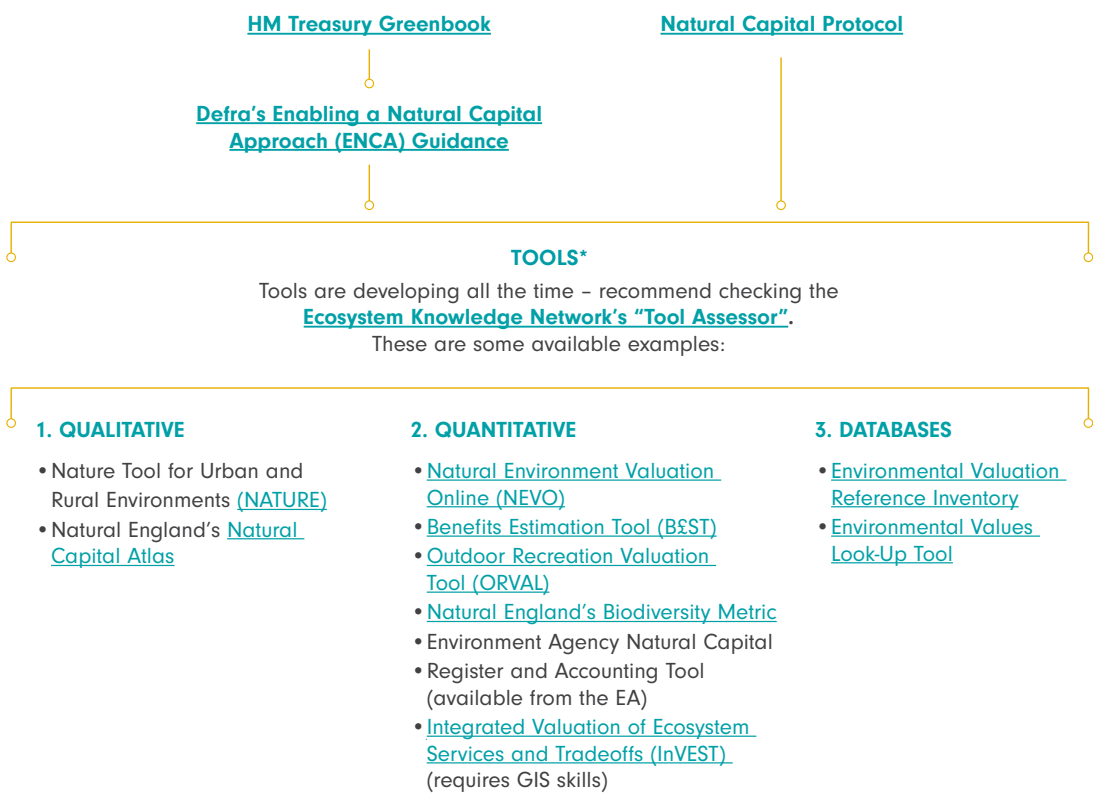 HM Treasury Greenbook
Natural Capital Protocol
Defra's Enabling a Natural Capital
Approach (ENCA) Guidance
TOOLS*
Tools are developing all the time – recommend checking the
Ecosystem Knowledge Network's "Tool Assessor".
These are some available examples:
1. QUALITATIVE
• Nature Tool for Urban and
Rural Environments (NATURE)
• Natural England's Natural
Capital Atlas
2. QUANTITATIVE
• Natural Environment Valuation
Online (NEVO)
• Benefits Estimation Tool (B£ST)
• Outdoor Recreation Valuation
Tool (ORVAL)
• Natural England's Biodiversity Metric
• Environment Agency Natural Capital
• Register and Accounting Tool
(available from the EA)
• Integrated Valuation of Ecosystem
Services and Tradeoffs (InVEST)
(requires GIS skills)
3. DATABASES
• Environmental Valuation
Reference Inventory
• Environmental Values
Look-Up Tool